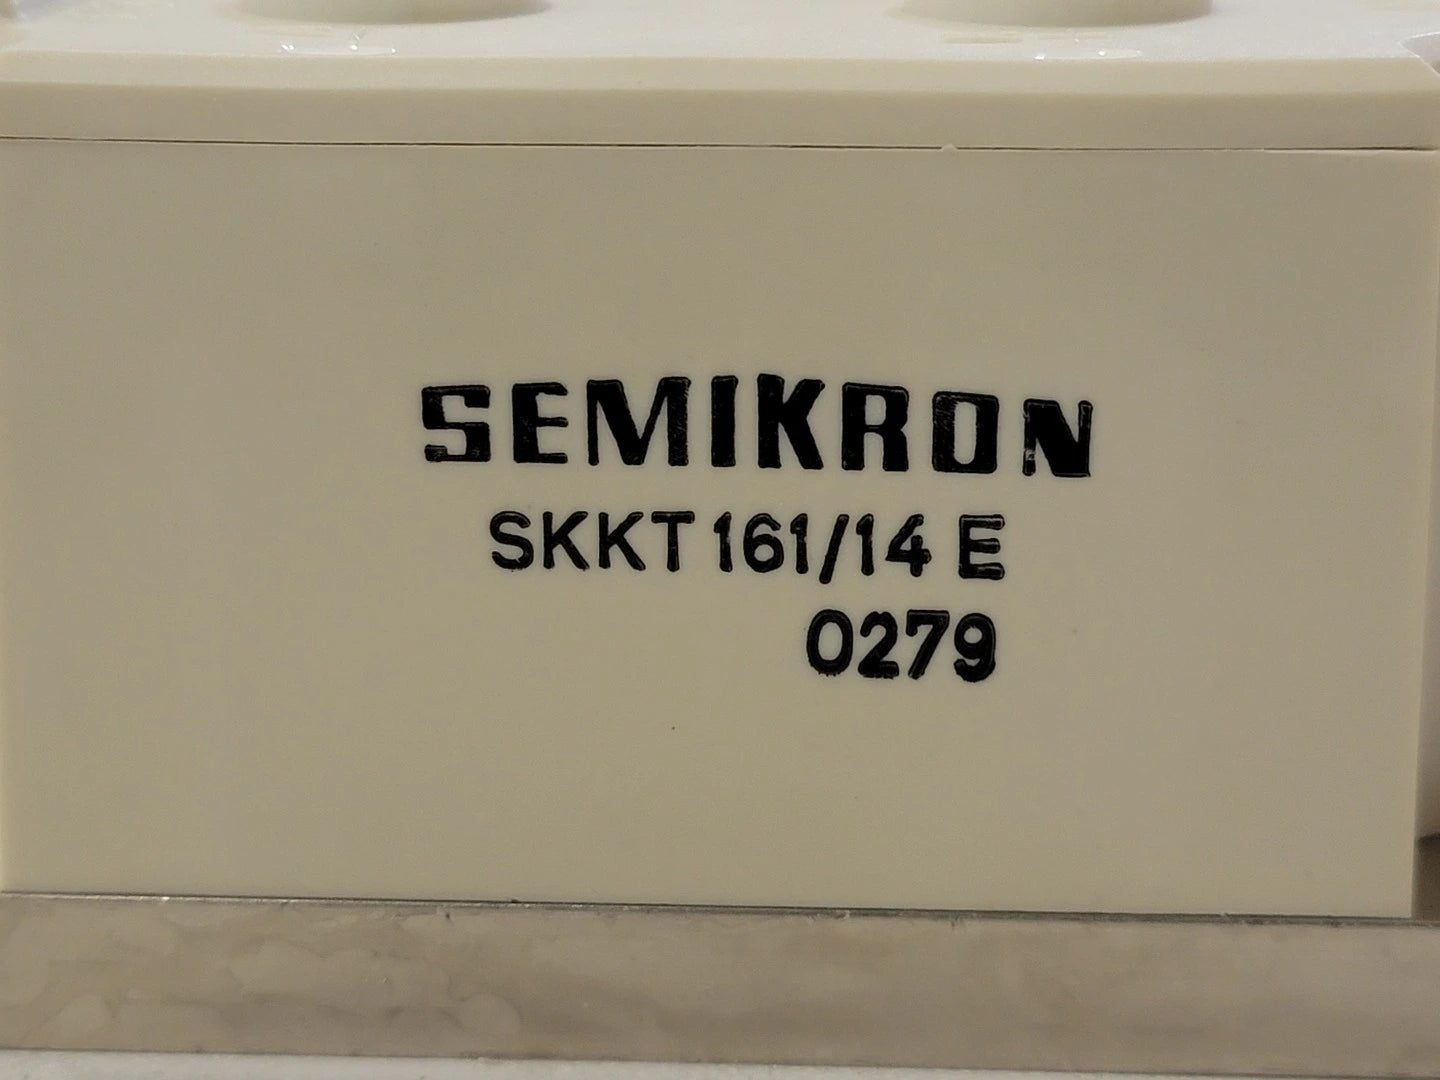 SEMIKRON
SKKT 161/14 E
0279